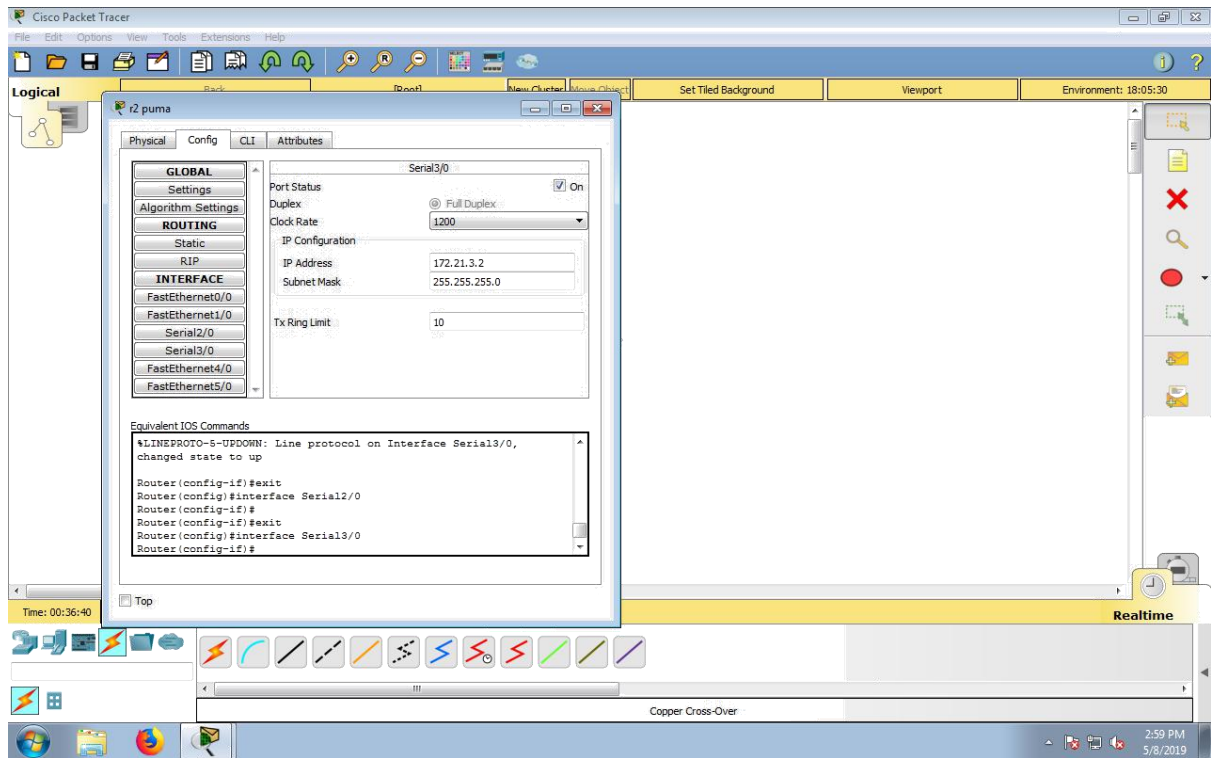 Cisco Packet Tracer
File Edit Options View Tools Extensions Help
Logical
Back
[Root]
New Cluster
Move Object
Set Tiled Background
Viewport
Environment: 18:05:30
r2 puma
Physical Config CLI Attributes
GLOBAL
Settings
Algorithm Settings
ROUTING
Static
RIP
INTERFACE
FastEthernet0/0
FastEthernet1/0
Serial2/0
Serial3/0
FastEthernet4/0
FastEthernet5/0
Serial3/0
Port Status
On
Duplex
Full Duplex
Clock Rate
1200
IP Configuration
IP Address
172.21.3.2
Subnet Mask
255.255.255.0
Tx Ring Limit
10
Equivalent IOS Commands
%LINEPROTO-5-UPDOWN: Line protocol on Interface Serial3/0,
changed state to up
Router(config-if)#exit
Router(config)#interface Serial2/0
Router(config-if)#
Router(config-if)#exit
Router(config)#interface Serial3/0
Router(config-if)#
Top
Time: 00:36:40
Realtime
Copper Cross-Over
2:59 PM
5/8/2019